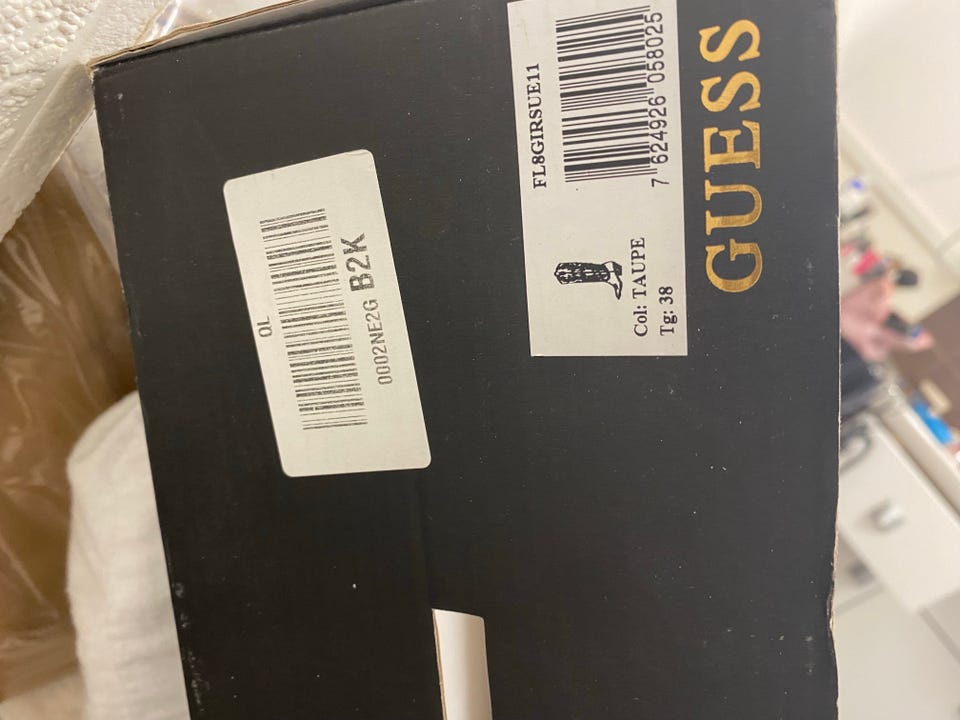 GUESS
FL8GIRSUE11
7 624926 058025
Col: TAUPE
Tg: 38
QL
0002NE2G B2K